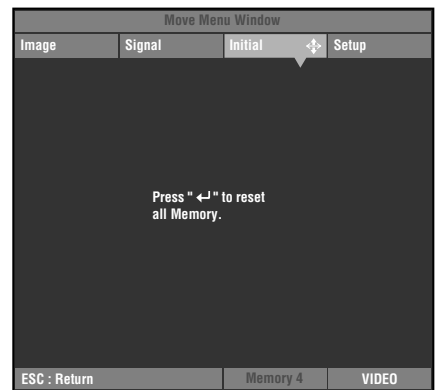 Move Menu Window
Image Signal Initial Setup
Press " ↵ " to reset
all Memory.
ESC : Return Memory 4 VIDEO